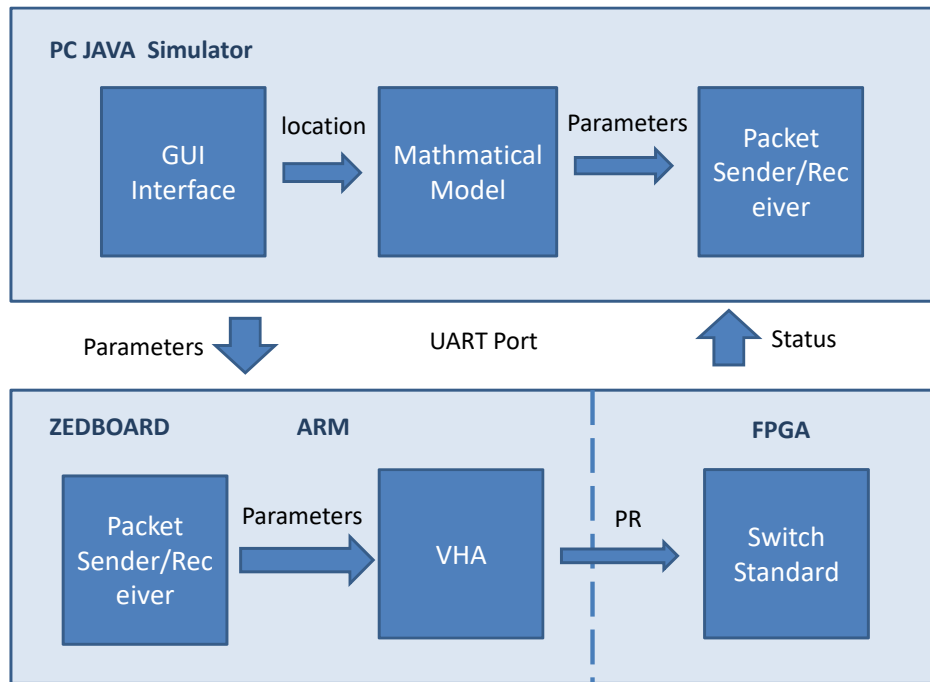 PC JAVA Simulator
GUI
Interface
location
Mathmatical
Model
Parameters
Packet
Sender/Rec
eiver
Parameters
UART Port
Status
ZEDBOARD
ARM
FPGA
Packet
Sender/Rec
eiver
Parameters
VHA
PR
Switch
Standard